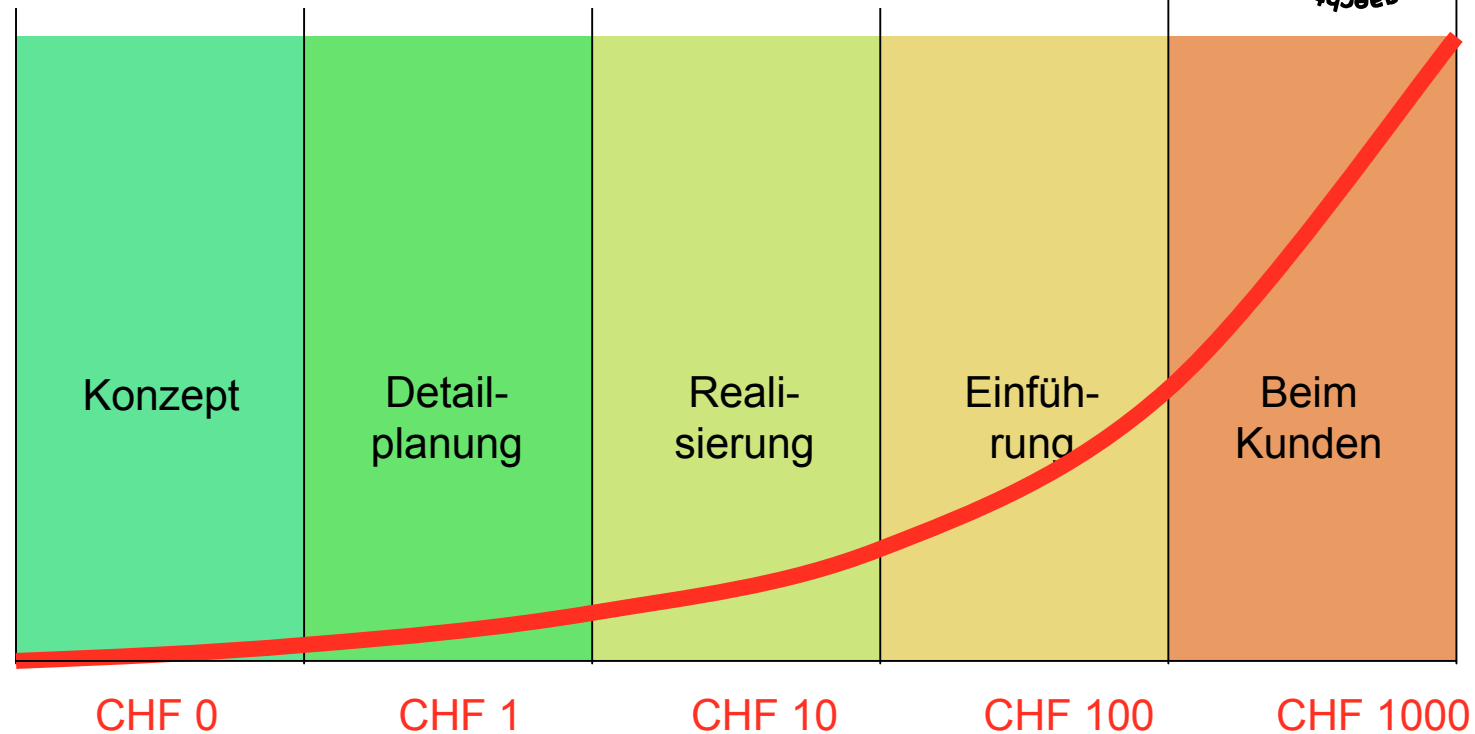 Konzept
Detail-
planung
Reali-
sierung
Einfüh-
rung
Beim
Kunden
CHF 0
CHF 1
CHF 10
CHF 100
CHF 1000